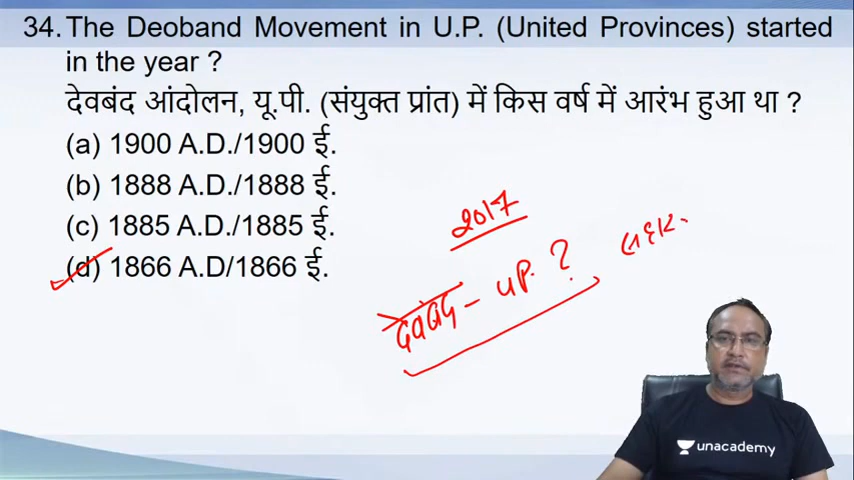 34. The Deoband Movement in U.P. (United Provinces) started
in the year ?
देवबंद आंदोलन, यू.पी. (संयुक्त प्रांत) में किस वर्ष में आरंभ हुआ था ?
(a) 1900 A.D./1900 ई.
(b) 1888 A.D./1888 ई.
(c) 1885 A.D./1885 ई.
(d) 1866 A.D/1866 ई.
2017
देवबंद - UP. ?
unacademy